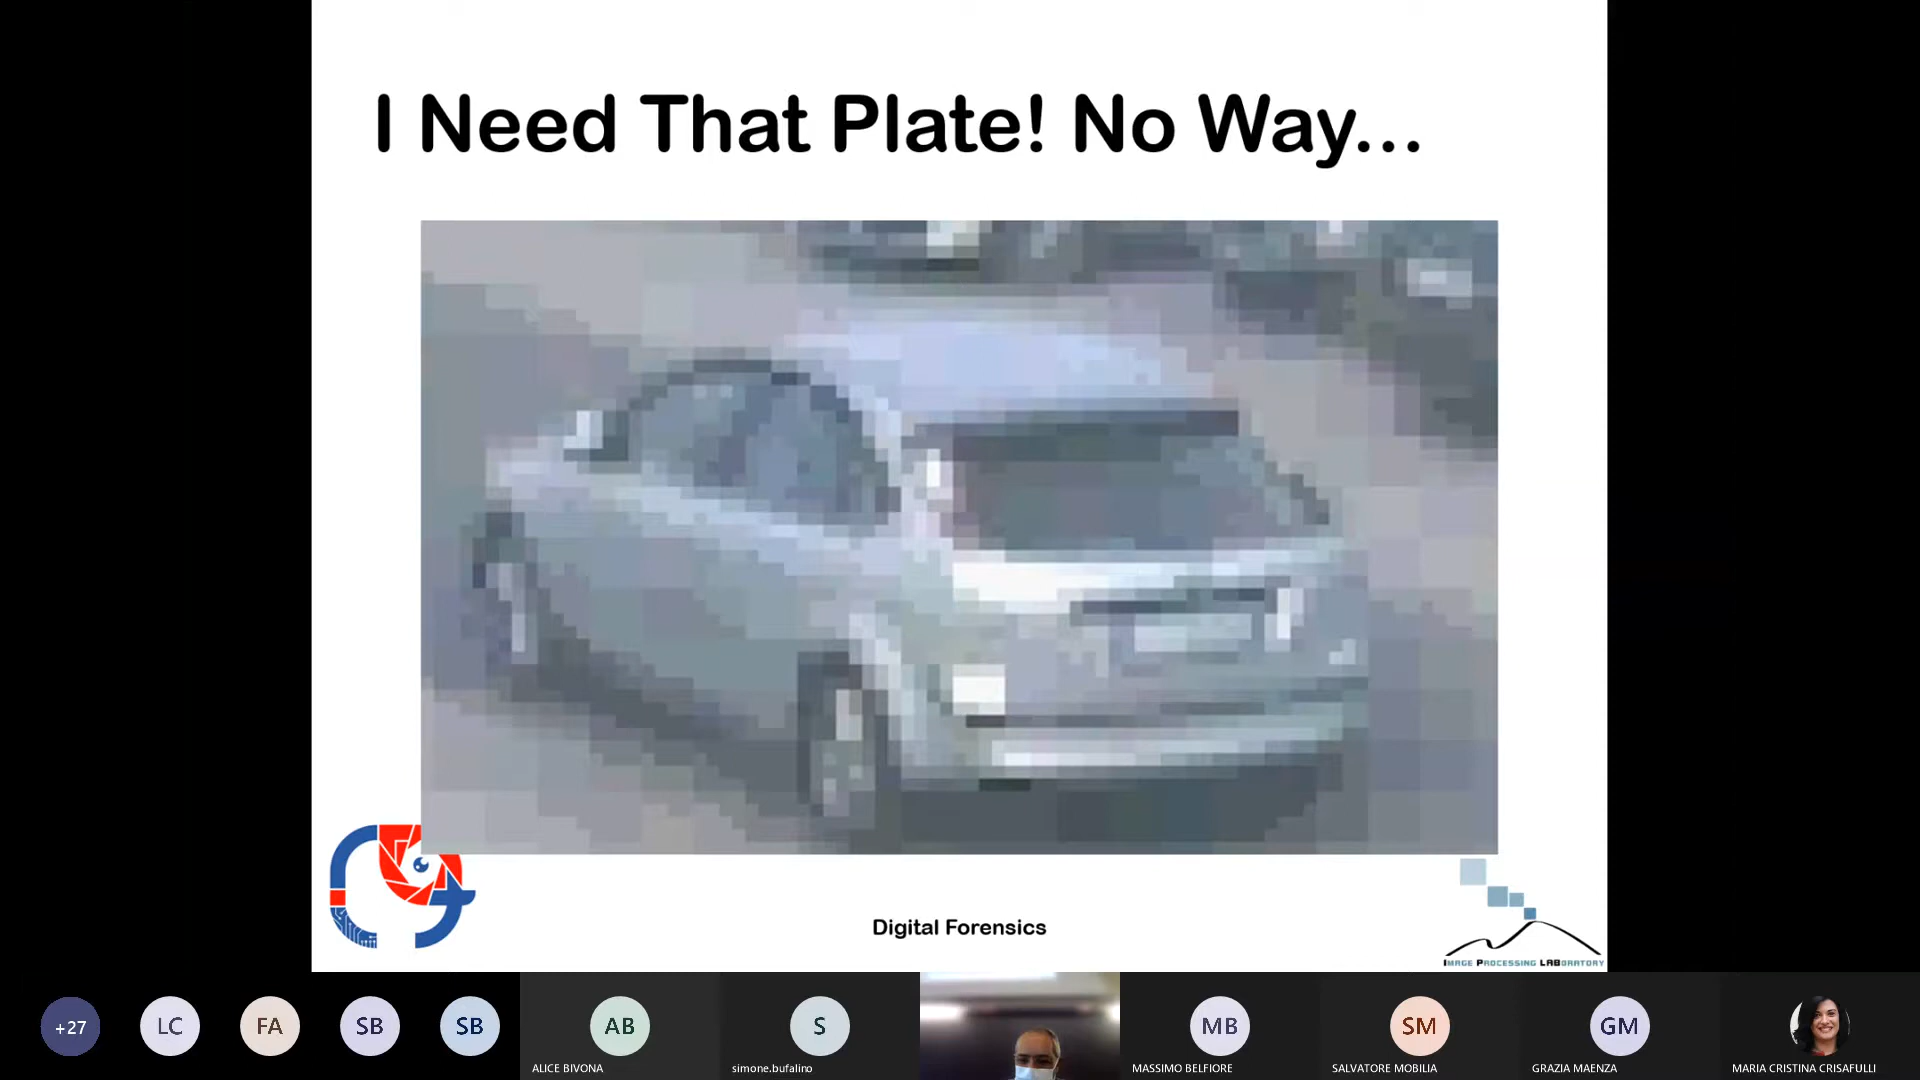 I Need That Plate! No Way...
Digital Forensics
IMAGE PROCESSING LABORATORY
+27
LC
FA
SB
SB
AB
S
MB
SM
GM
ALICE BIVONA
simone.bufalino
MASSIMO BELFIORE
SALVATORE MOBILIA
GRAZIA MAENZA
MARIA CRISTINA CRISAFULLI